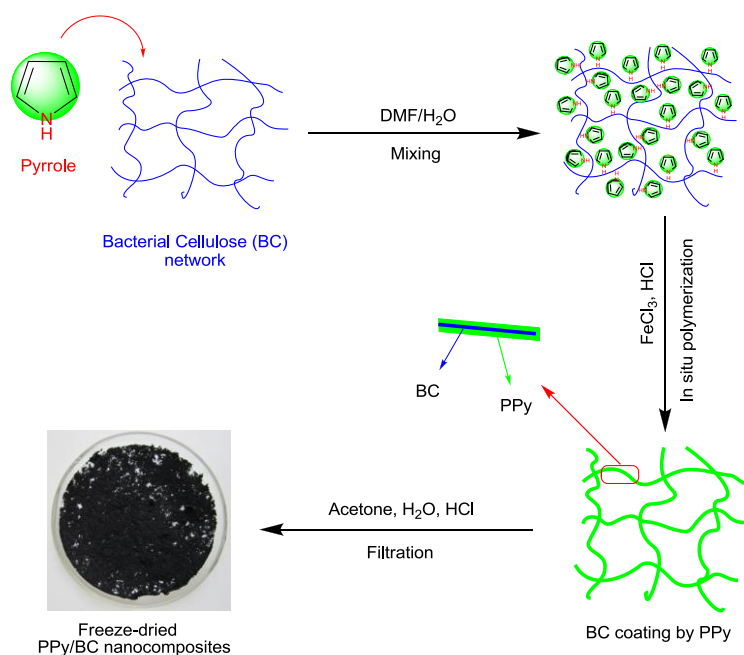 N
H
Pyrrole
Bacterial Cellulose (BC)
network
DMF/H₂O
Mixing
FeCl₃, HCl
In situ polymerization
BC
PPy
BC coating by PPy
Acetone, H₂O, HCl
Filtration
Freeze-dried
PPy/BC nanocomposites